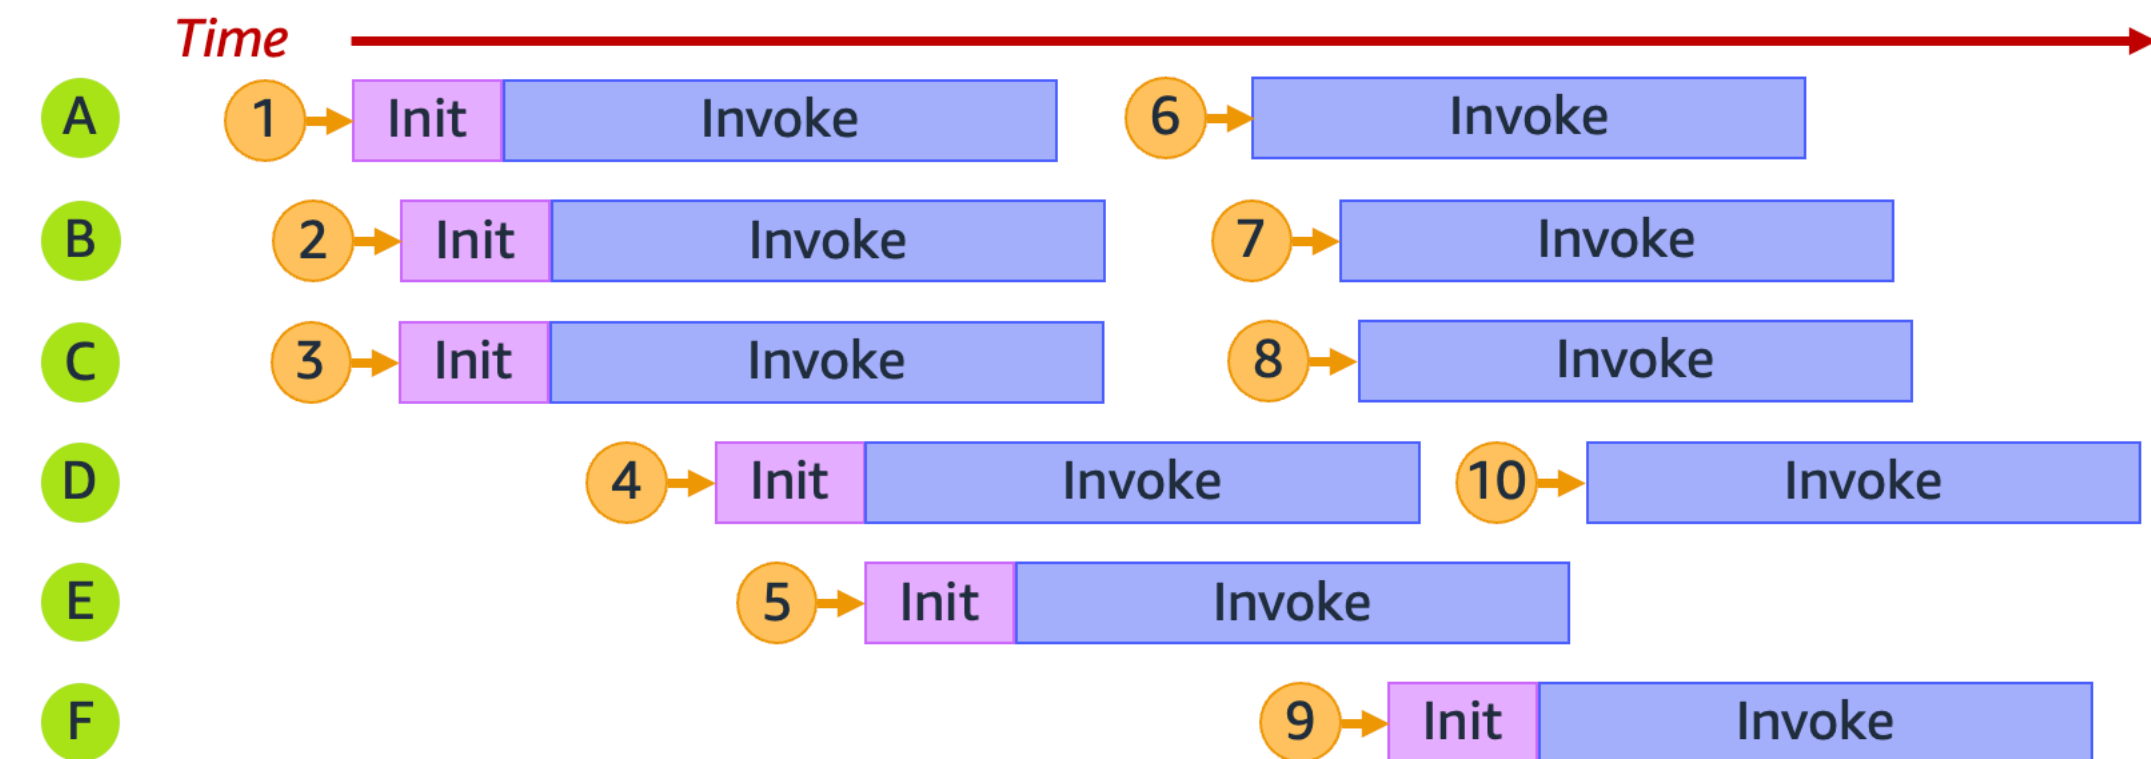 Time
A 1 Init Invoke 6 Invoke
B 2 Init Invoke 7 Invoke
C 3 Init Invoke 8 Invoke
D 4 Init Invoke 10 Invoke
E 5 Init Invoke
F 9 Init Invoke